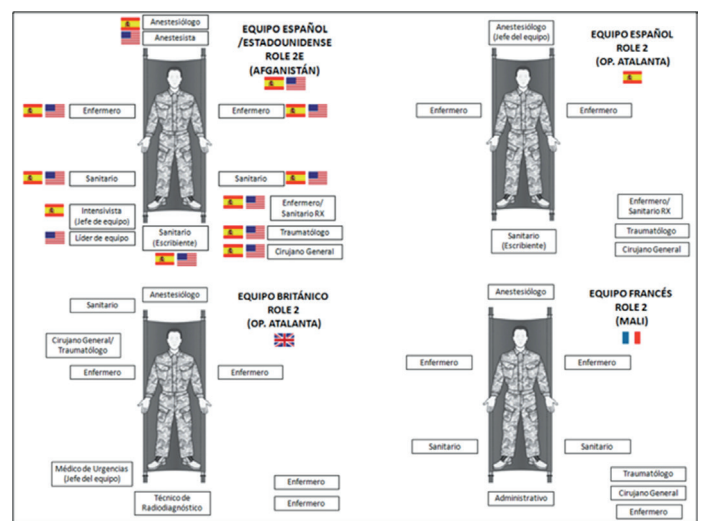 Anestesiólogo
Anestesista
EQUIPO ESPAÑOL
/ESTADOUNIDENSE
ROLE 2E
(AFGANISTÁN)
Enfermero
Enfermero
Sanitario
Sanitario
Intensivista
(Jefe de equipo)
Líder de equipo
Sanitario
(Escribiente)
Enfermero/
Sanitario RX
Traumatólogo
Cirujano General
Anestesiólogo
(Jefe del equipo)
EQUIPO ESPAÑOL
ROLE 2
(OP. ATALANTA)
Enfermero
Enfermero
Sanitario
(Escribiente)
Enfermero/
Sanitario RX
Traumatólogo
Cirujano General
Anestesiólogo
Sanitario
EQUIPO BRITÁNICO
ROLE 2
(OP. ATALANTA)
Cirujano General/
Traumatólogo
Enfermero
Enfermero
Médico de Urgencias
(Jefe del equipo)
Técnico de
Radiodiagnóstico
Enfermero
Enfermero
Anestesiólogo
EQUIPO FRANCÉS
ROLE 2
(MALI)
Enfermero
Enfermero
Sanitario
Sanitario
Administrativo
Traumatólogo
Cirujano General
Enfermero